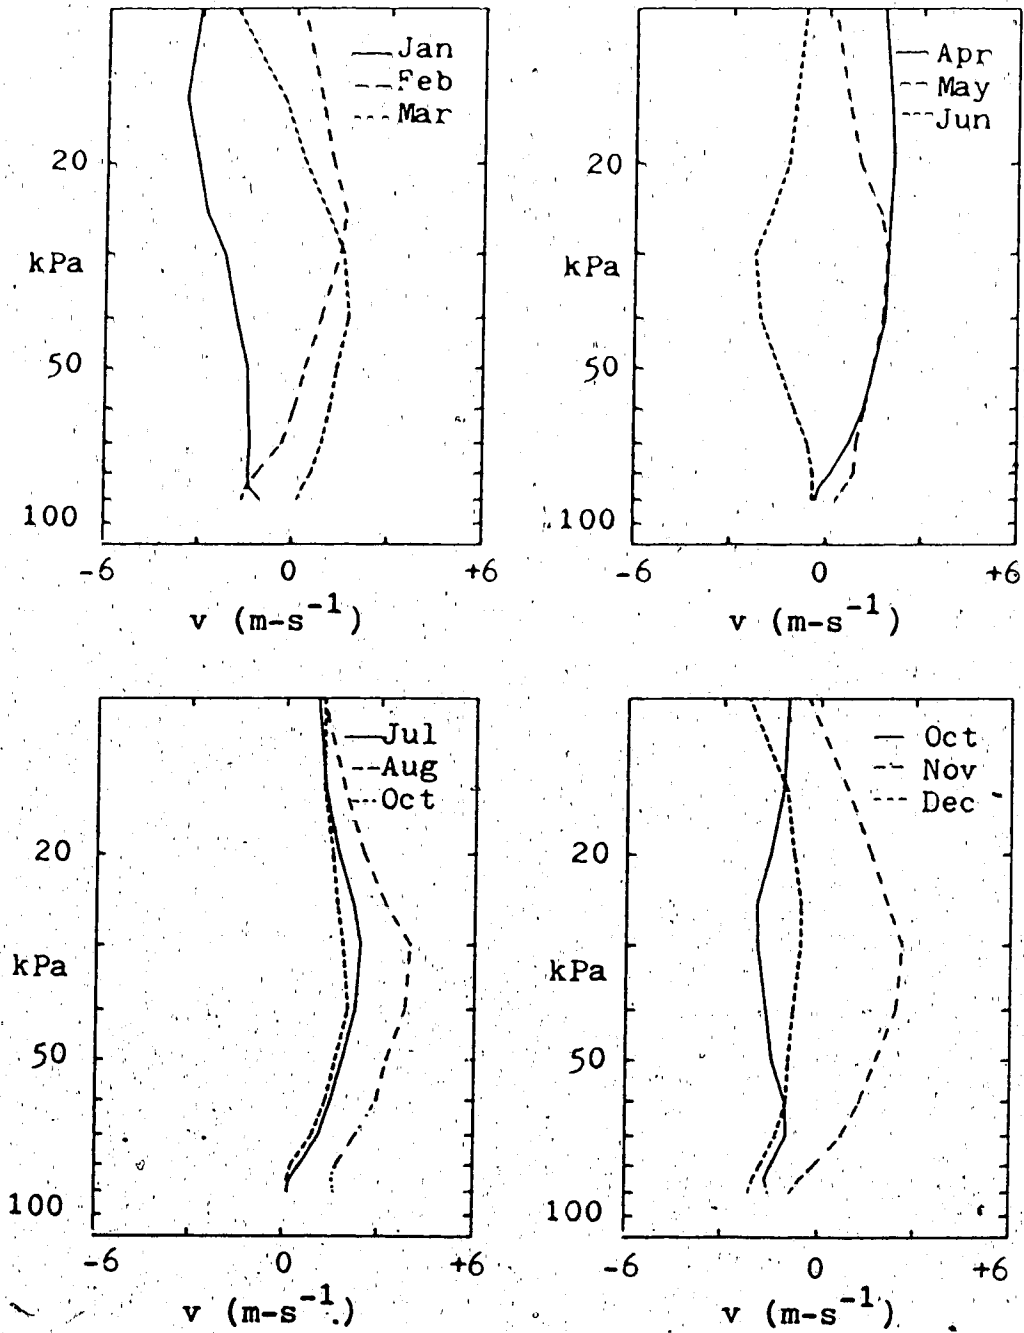 Jan
Feb
Mar
20
kPa
50
100
-6 0 +6
v (m-s⁻¹)
Apr
May
Jun
20
kPa
50
100
-6 0 +6
v (m-s⁻¹)
Jul
Aug
Oct
20
kPa
50
100
-6 0 +6
v (m-s⁻¹)
Oct
Nov
Dec
20
kPa
50
100
-6 0 +6
v (m-s⁻¹)